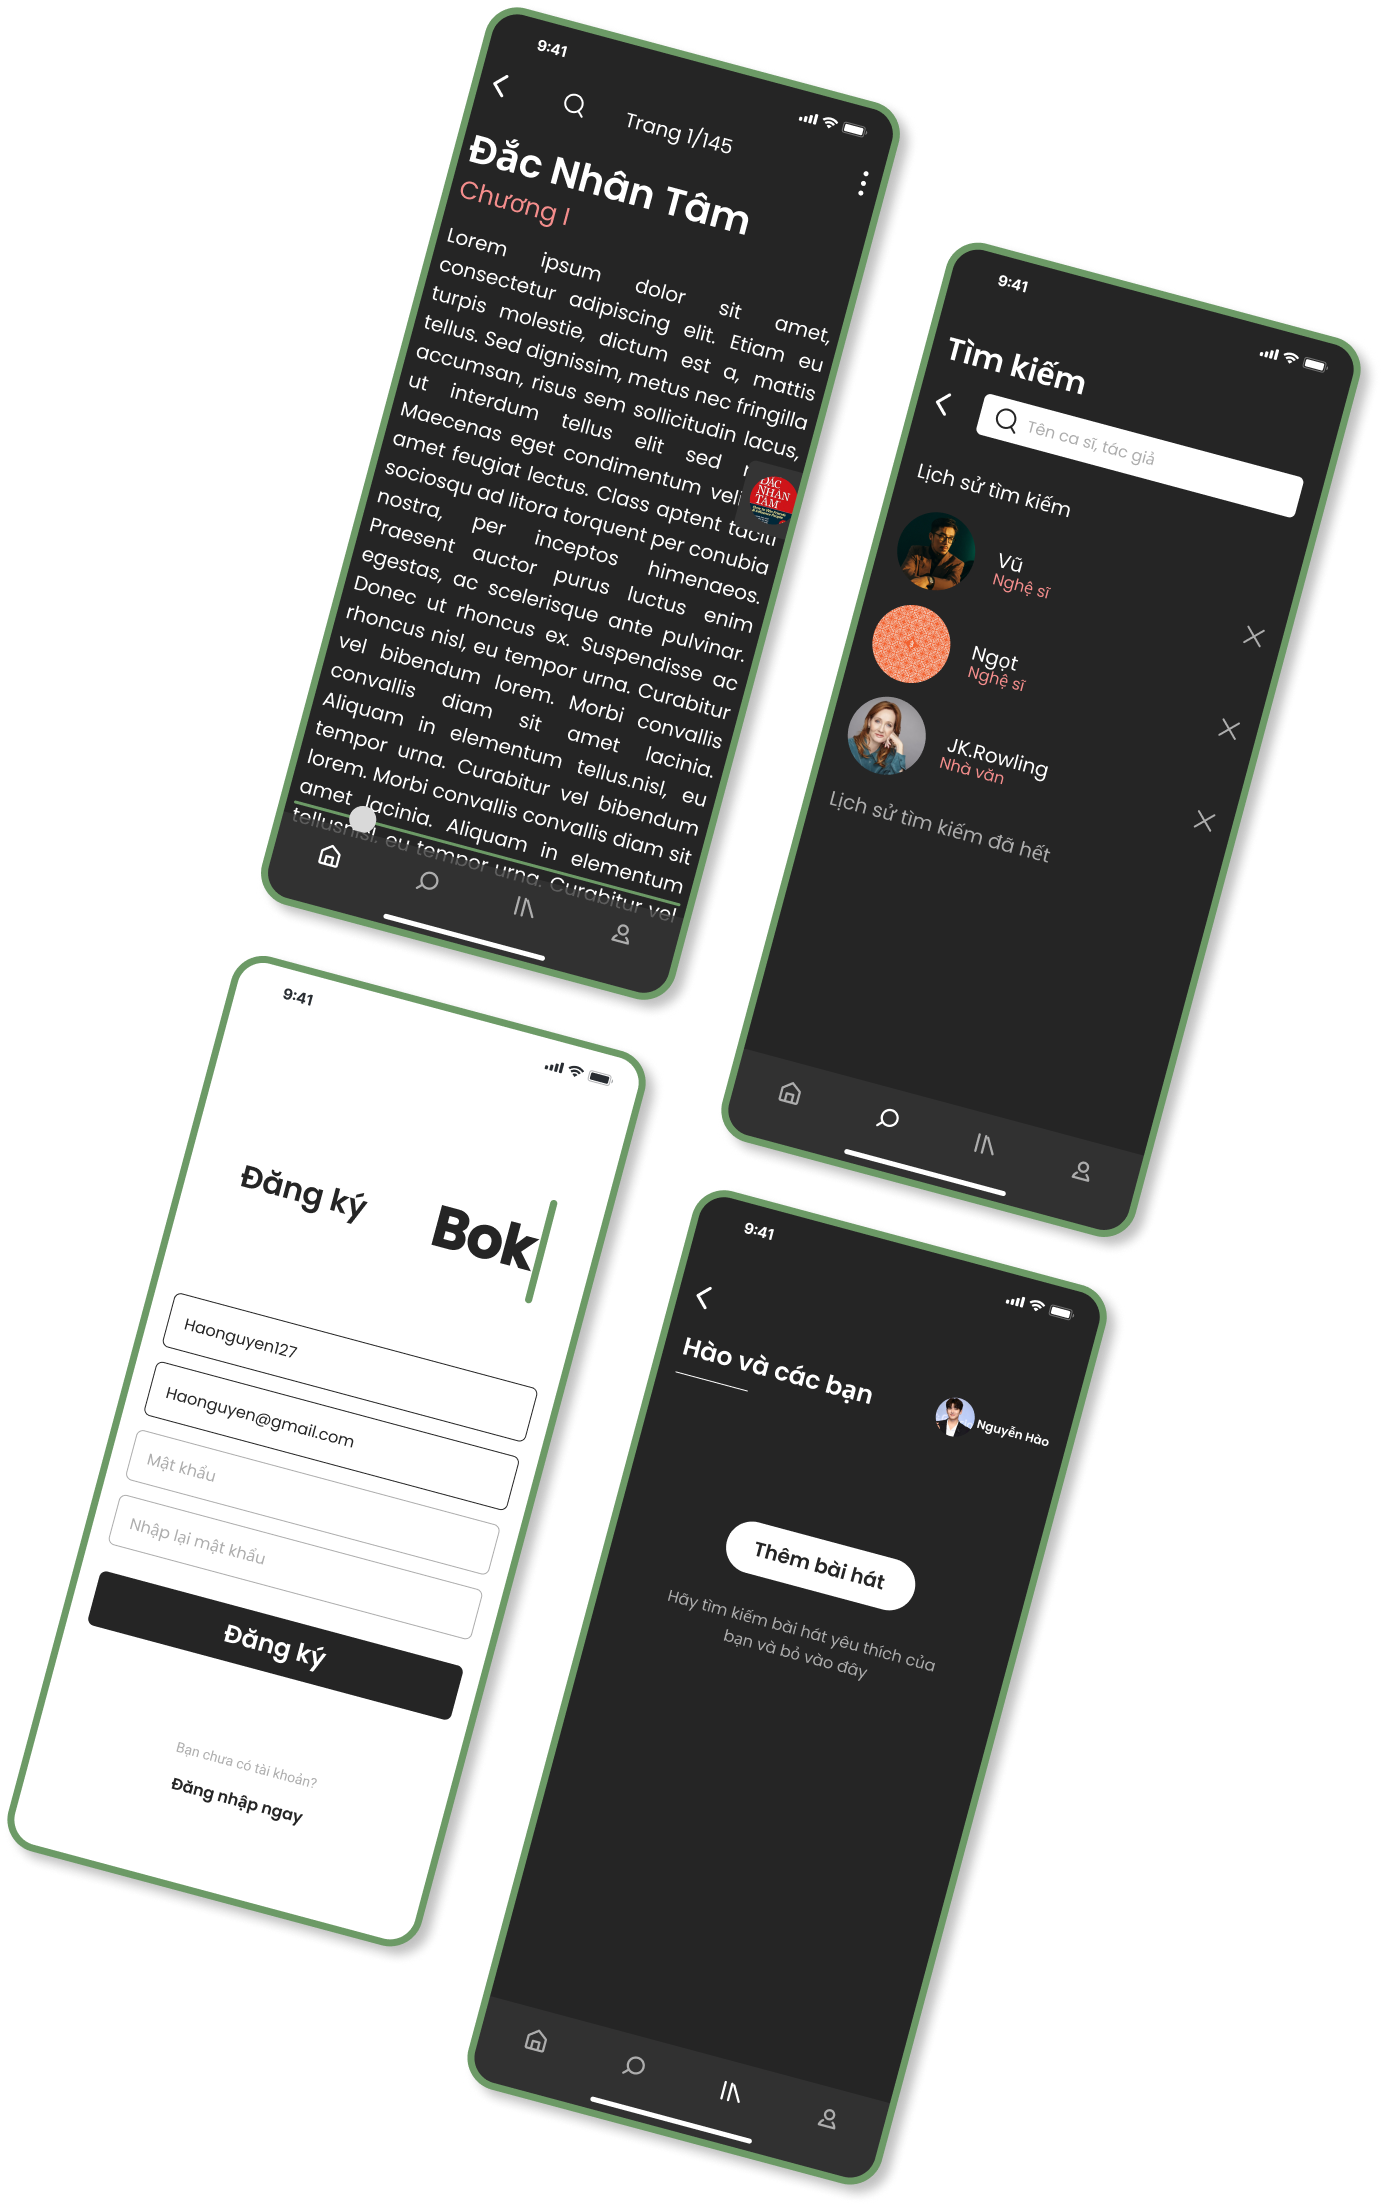 9:41
Trang 1/145
Đắc Nhân Tâm
Chương I
Lorem ipsum dolor sit amet,
consectetur adipiscing elit. Etiam eu
turpis molestie, dictum est a, mattis
tellus. Sed dignissim, metus nec fringilla
accumsan, risus sem sollicitudin lacus,
ut interdum tellus elit sed
Maecenas eget condimentum
amet feugiat lectus. Class aptent taciti
sociosqu ad litora torquent per conubia
nostra, per inceptos himenaeos.
Praesent auctor purus luctus enim
egestas, ac scelerisque ante pulvinar.
Donec ut rhoncus ex. Suspendisse ac
rhoncus nisl, eu tempor urna. Curabitur
vel bibendum lorem. Morbi convallis
convallis diam sit amet lacinia.
Aliquam in elementum tellus.nisl, eu
tempor urna. Curabitur vel bibendum
lorem. Morbi convallis convallis diam sit
amet lacinia. Aliquam in elementum
tellusnisl. eu tempor urna. Curabitur vel
ĐẮC
NHÂN
TÂM
9:41
Tìm kiếm
Tên ca sĩ, tác giả
Lịch sử tìm kiếm
Vũ
Nghệ sĩ
Ngọt
Nghệ sĩ
JK.Rowling
Nhà văn
Lịch sử tìm kiếm đã hết
9:41
Đăng ký
Bok
Haonguyen127
Haonguyen@gmail.com
Mật khẩu
Nhập lại mật khẩu
Đăng ký
Bạn chưa có tài khoản?
Đăng nhập ngay
9:41
Hào và các bạn
Nguyễn Hào
Thêm bài hát
Hãy tìm kiếm bài hát yêu thích của
bạn và bỏ vào đây